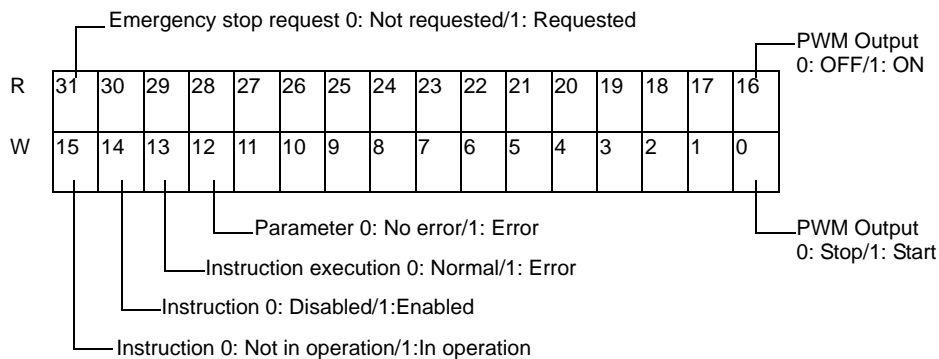 Emergency stop request 0: Not requested/1: Requested
PWM Output
0: OFF/1: ON
R 31 30 29 28 27 26 25 24 23 22 21 20 19 18 17 16
W 15 14 13 12 11 10 9 8 7 6 5 4 3 2 1 0
Parameter 0: No error/1: Error
PWM Output
0: Stop/1: Start
Instruction execution 0: Normal/1: Error
Instruction 0: Disabled/1:Enabled
Instruction 0: Not in operation/1:In operation